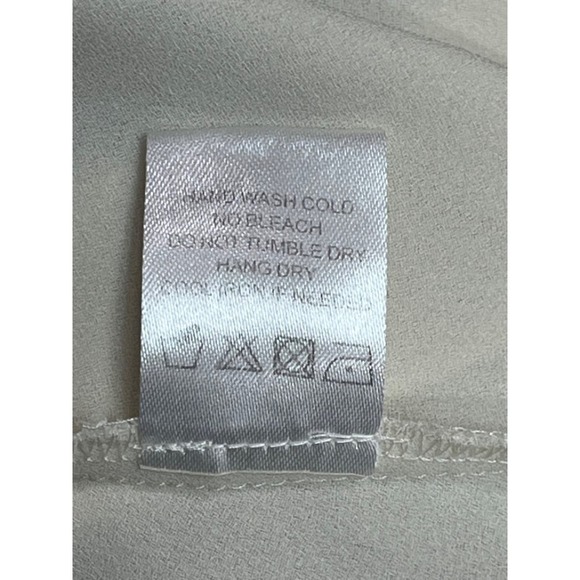 HAND WASH COLD
NO BLEACH
DO NOT TUMBLE DRY
HANG DRY
COOL IRON IF NEEDED